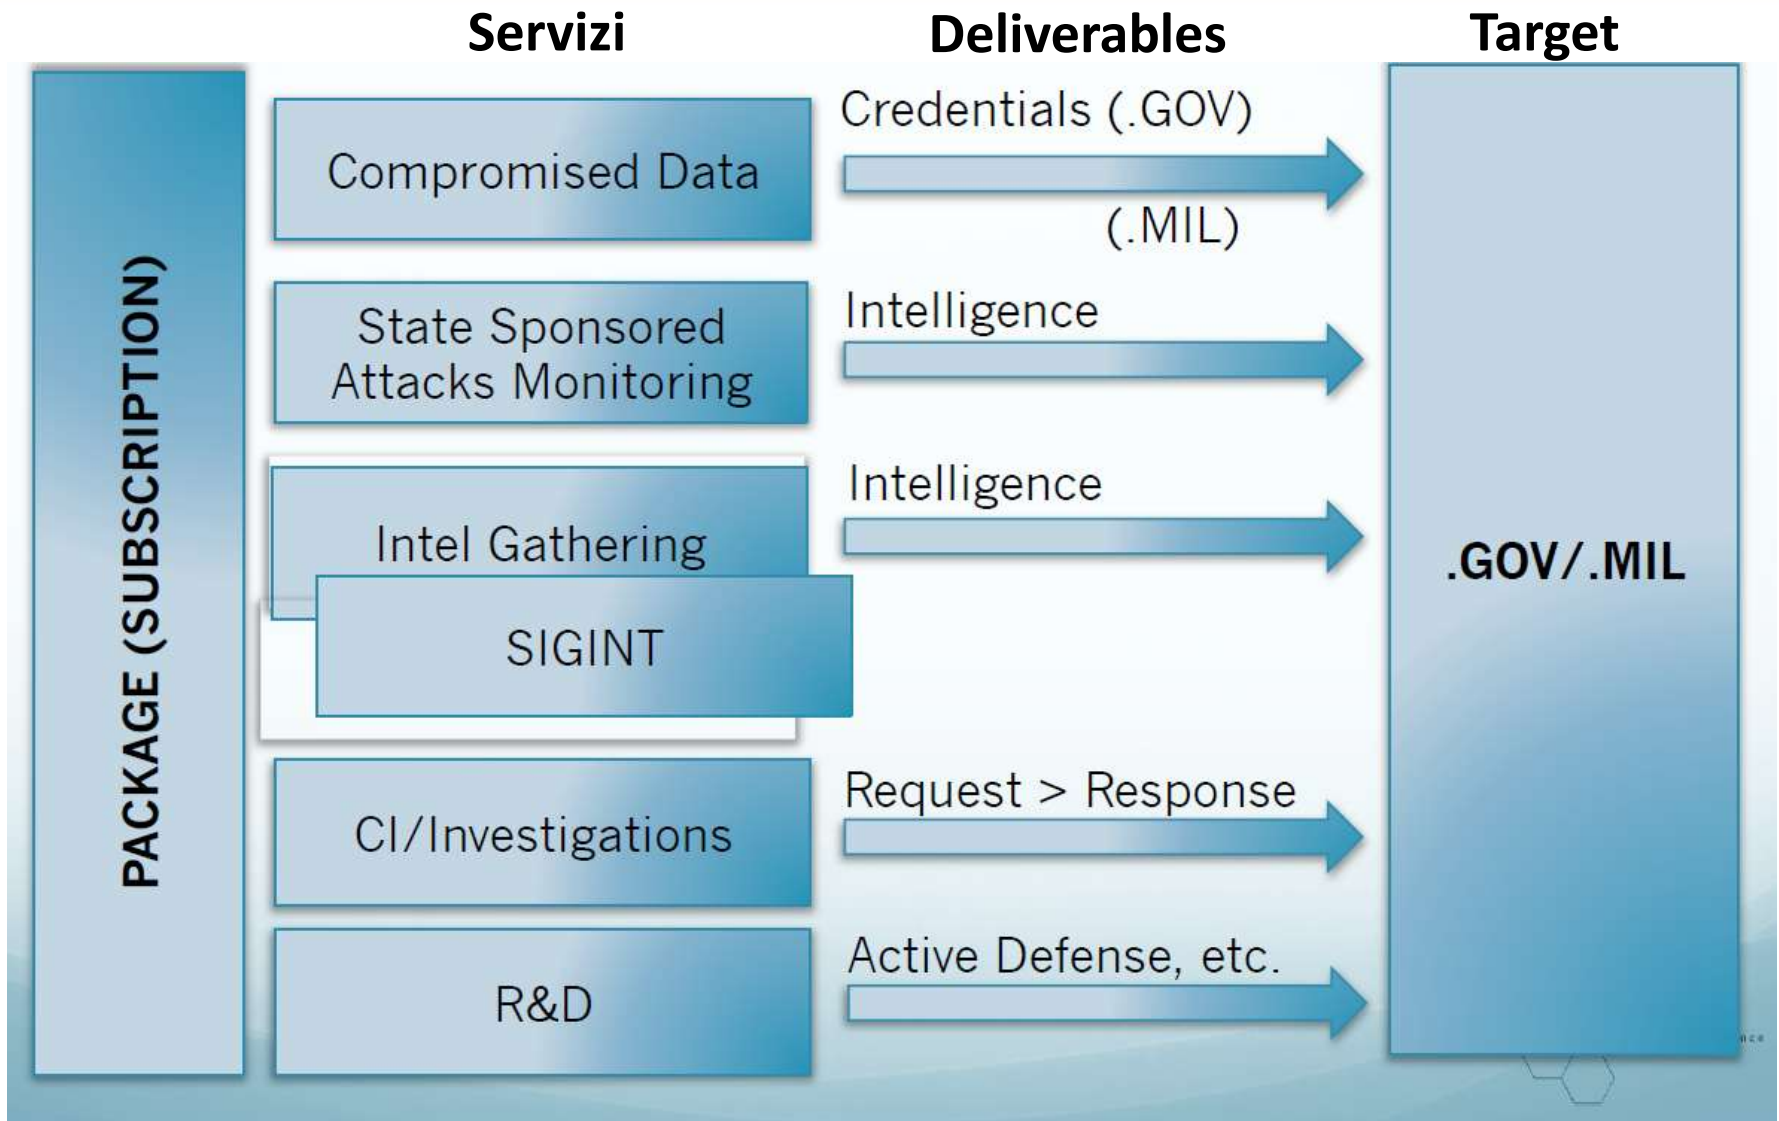 Servizi
Deliverables
Target
PACKAGE (SUBSCRIPTION)
Compromised Data
Credentials (.GOV)
(.MIL)
State Sponsored
Attacks Monitoring
Intelligence
Intel Gathering
Intelligence
SIGINT
CI/Investigations
Request > Response
R&D
Active Defense, etc.
.GOV/.MIL